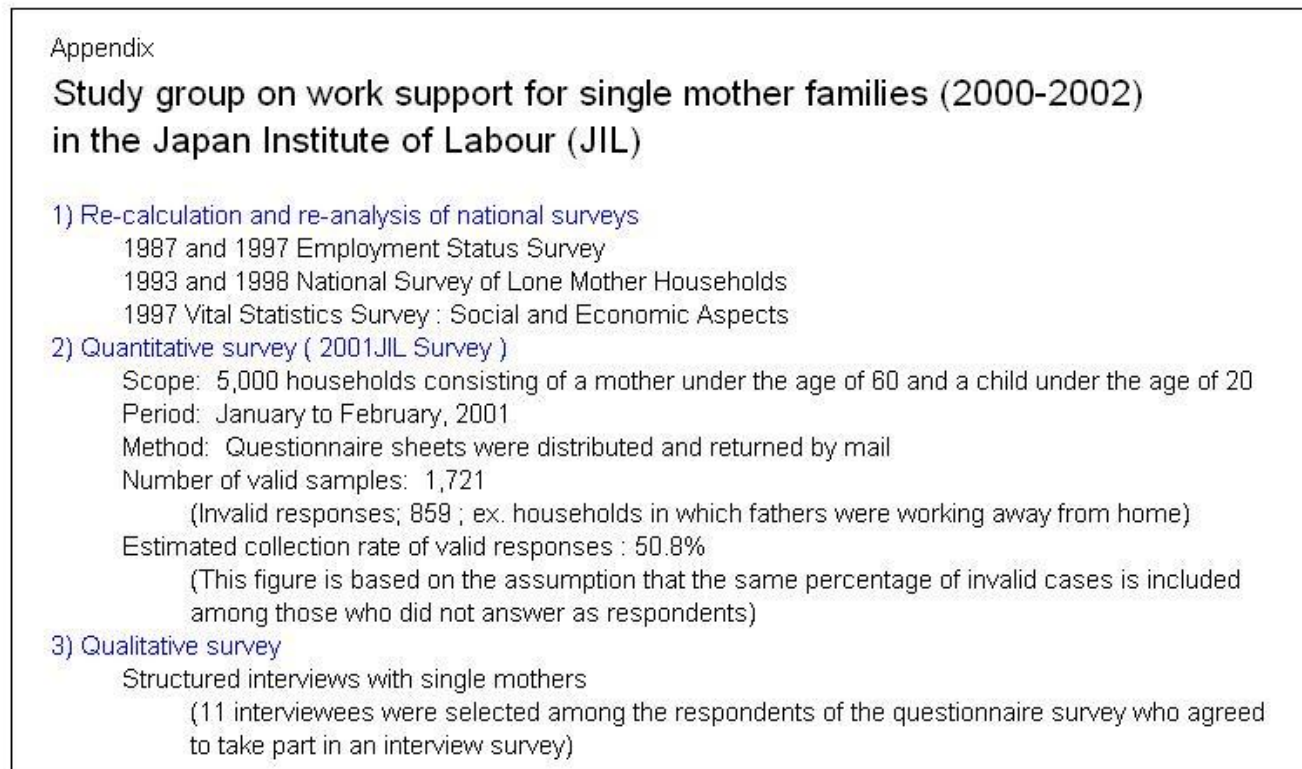 Appendix
Study group on work support for single mother families (2000-2002)
in the Japan Institute of Labour (JIL)
1) Re-calculation and re-analysis of national surveys
1987 and 1997 Employment Status Survey
1993 and 1998 National Survey of Lone Mother Households
1997 Vital Statistics Survey : Social and Economic Aspects
2) Quantitative survey ( 2001JIL Survey )
Scope: 5,000 households consisting of a mother under the age of 60 and a child under the age of 20
Period: January to February, 2001
Method: Questionnaire sheets were distributed and returned by mail
Number of valid samples: 1,721
(Invalid responses; 859 ; ex. households in which fathers were working away from home)
Estimated collection rate of valid responses : 50.8%
(This figure is based on the assumption that the same percentage of invalid cases is included
among those who did not answer as respondents)
3) Qualitative survey
Structured interviews with single mothers
(11 interviewees were selected among the respondents of the questionnaire survey who agreed
to take part in an interview survey)